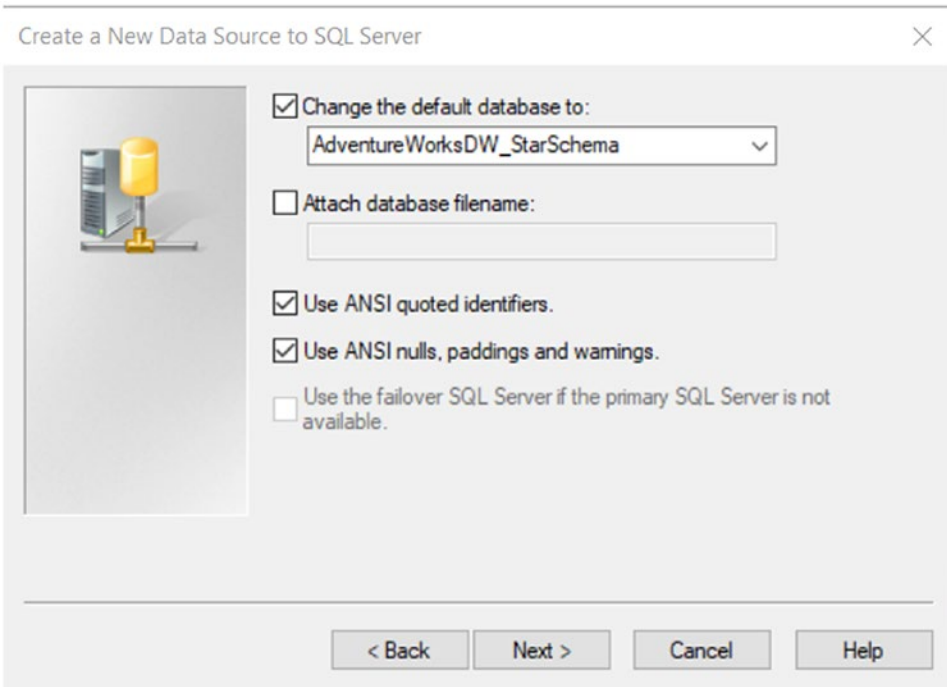 Create a New Data Source to SQL Server
Change the default database to:
AdventureWorksDW_StarSchema
Attach database filename:
Use ANSI quoted identifiers.
Use ANSI nulls, paddings and warnings.
Use the failover SQL Server if the primary SQL Server is not
available.
< Back Next > Cancel Help